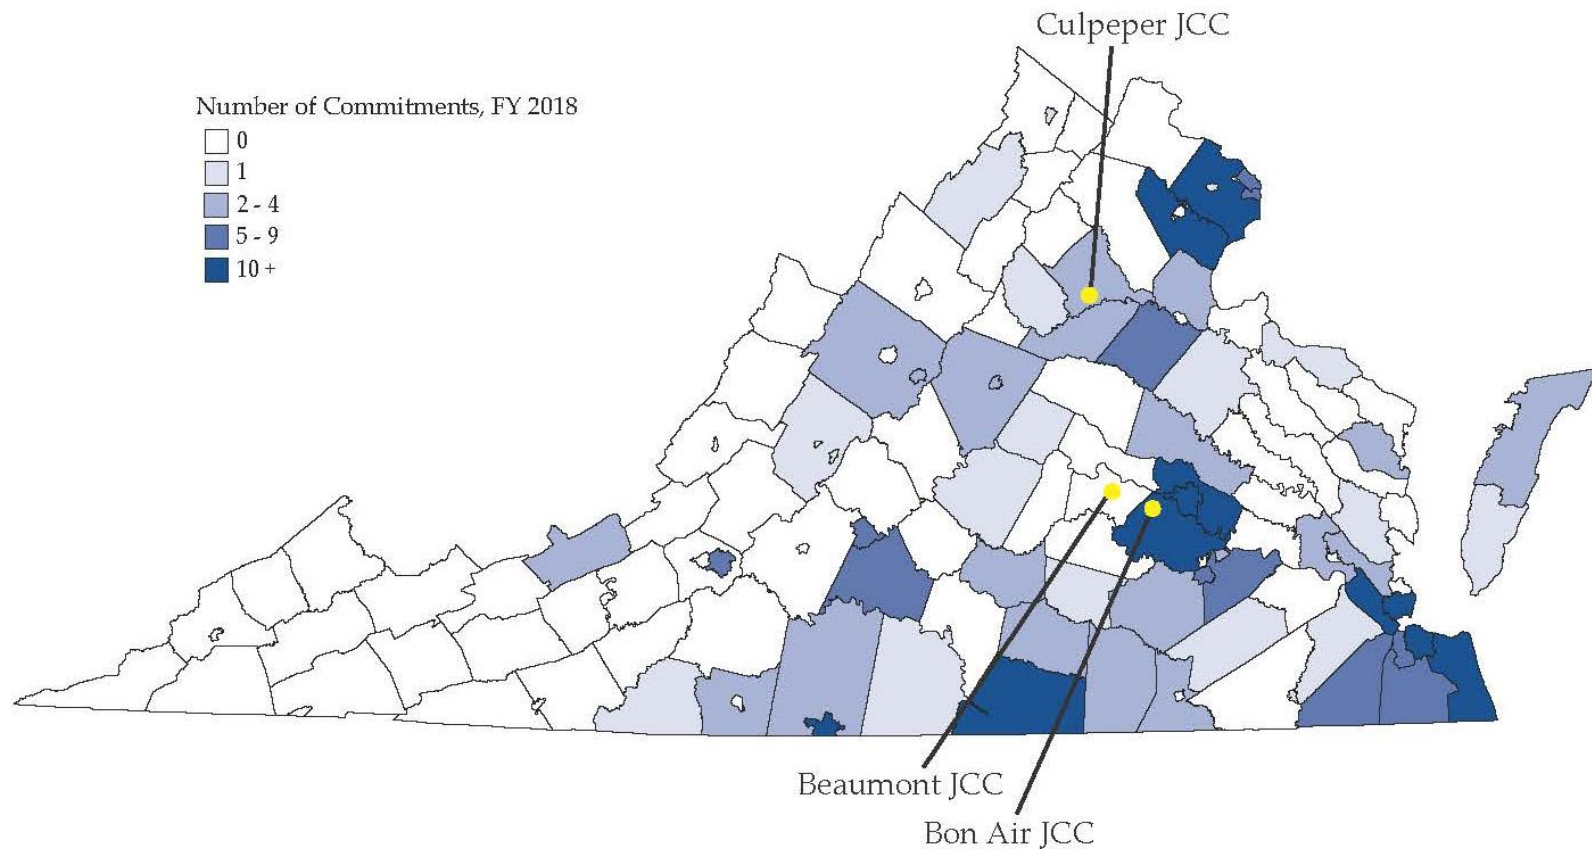 Culpeper JCC
Number of Commitments, FY 2018
0
1
2 - 4
5 - 9
10 +
Beaumont JCC
Bon Air JCC